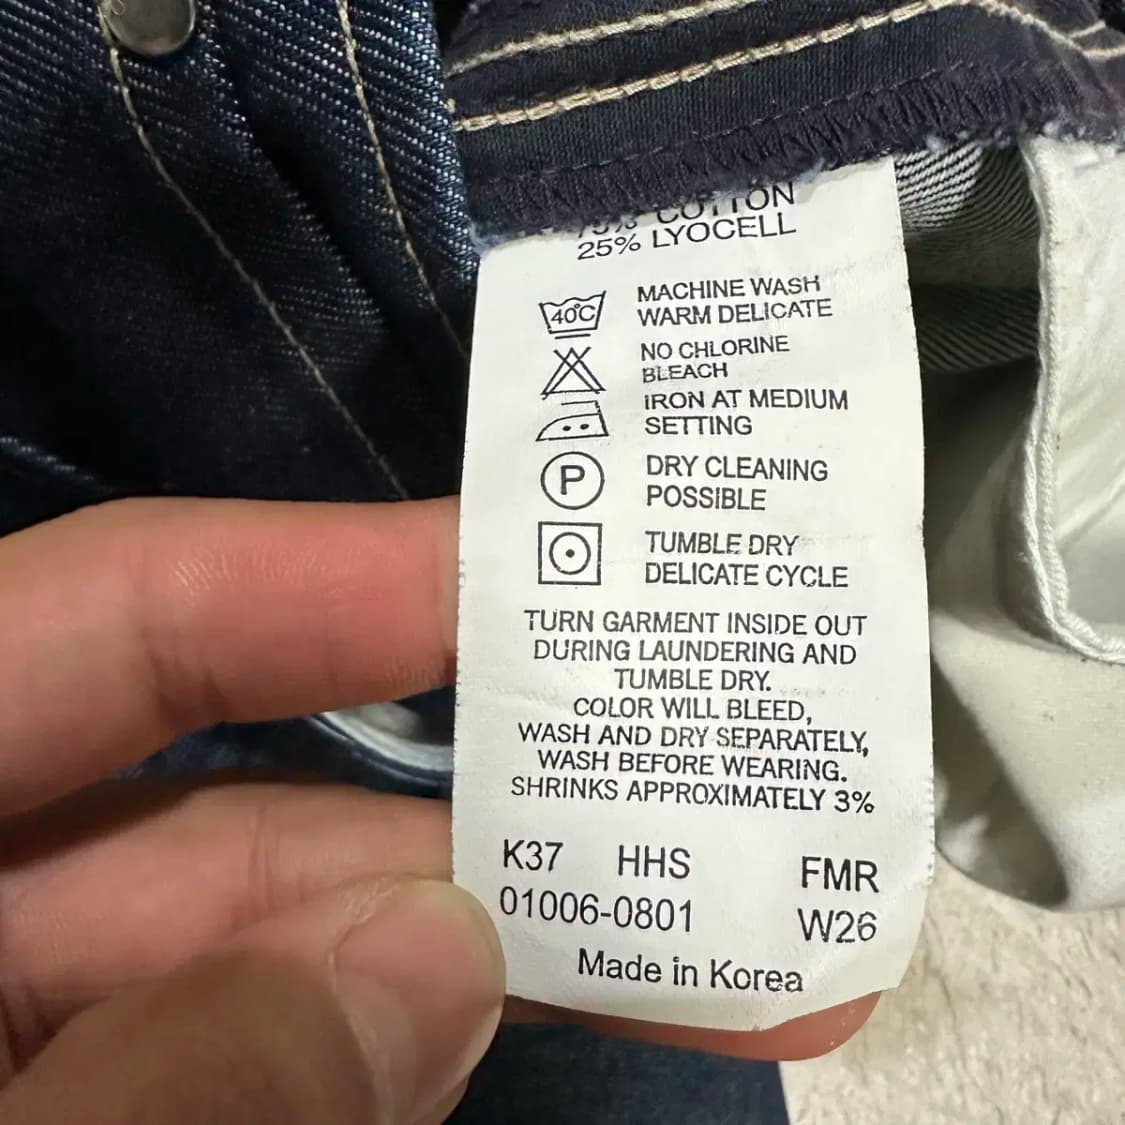 75% COTTON
25% LYOCELL
40°C
MACHINE WASH
WARM DELICATE
NO CHLORINE
BLEACH
IRON AT MEDIUM
SETTING
P
DRY CLEANING
POSSIBLE
TUMBLE DRY
DELICATE CYCLE
TURN GARMENT INSIDE OUT
DURING LAUNDERING AND
TUMBLE DRY.
COLOR WILL BLEED,
WASH AND DRY SEPARATELY,
WASH BEFORE WEARING.
SHRINKS APPROXIMATELY 3%
K37 HHS FMR
01006-0801 W26
Made in Korea